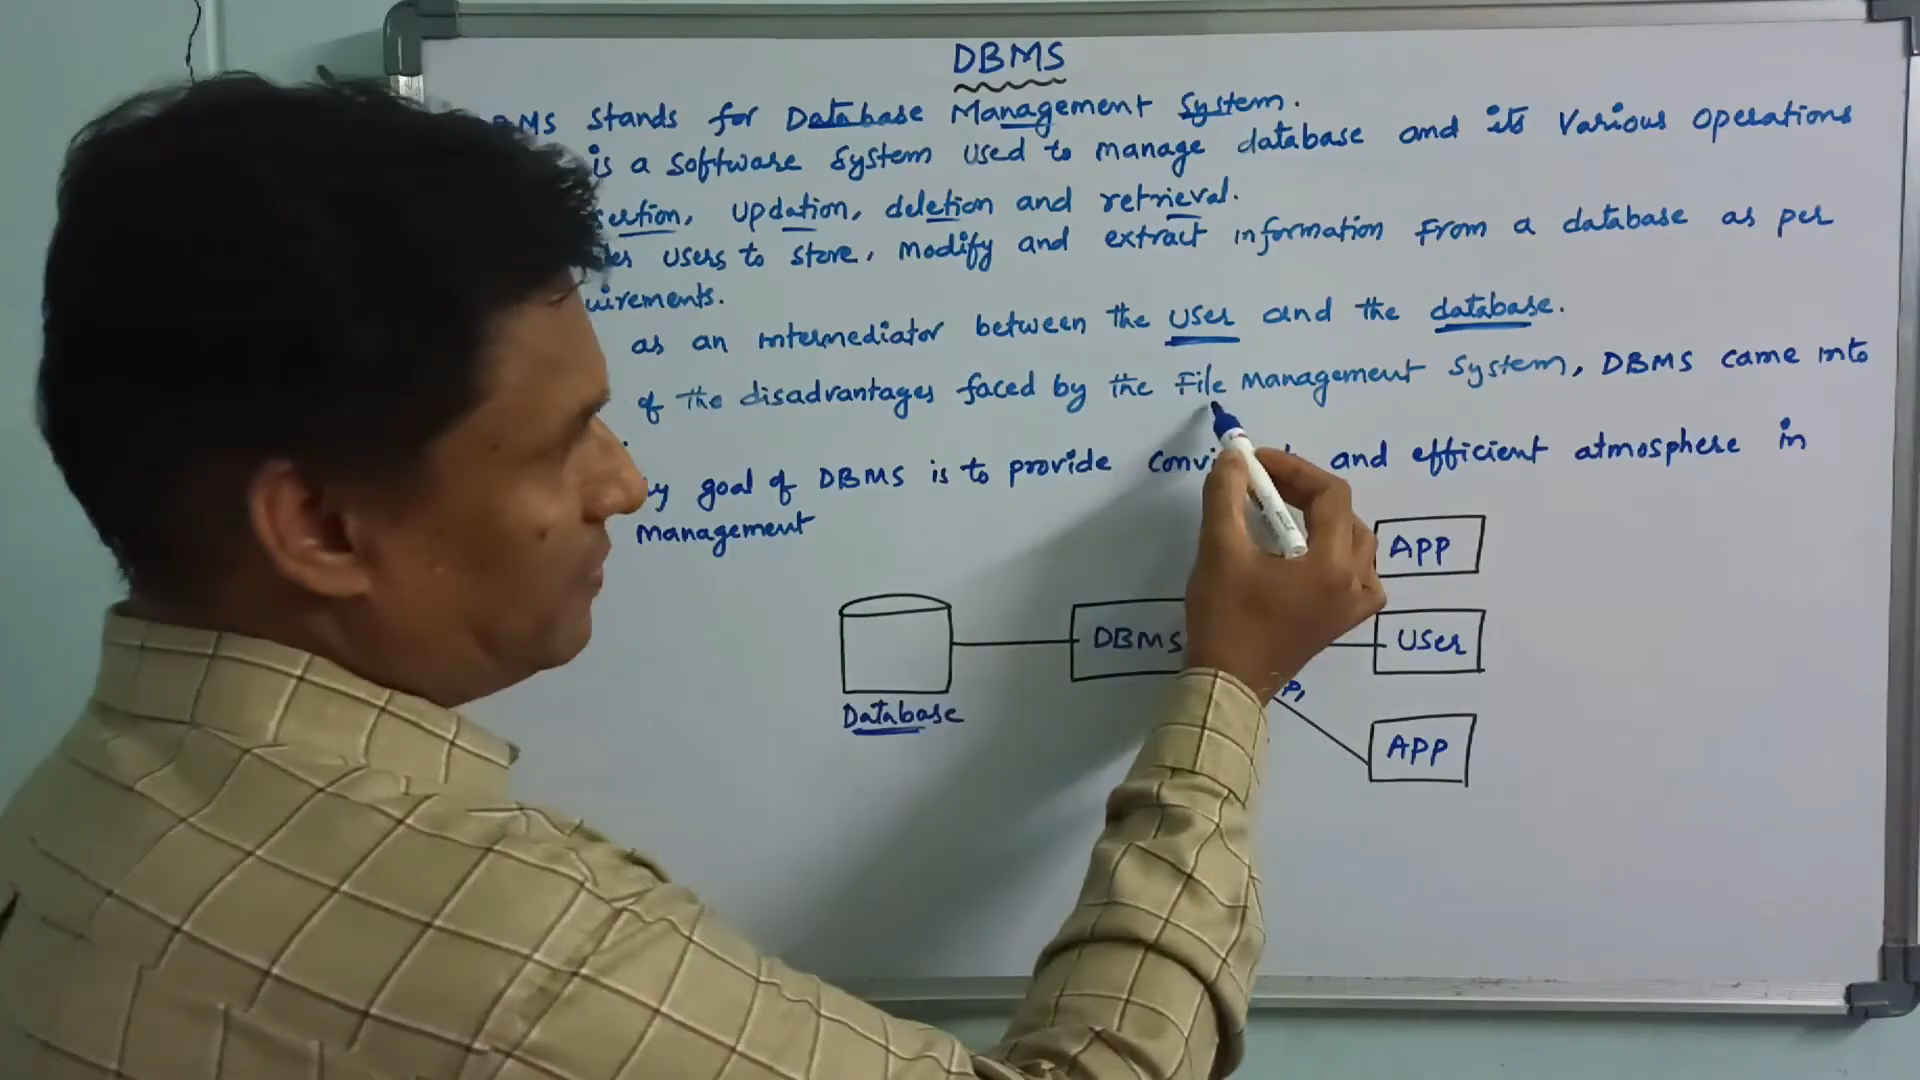 DBMS
stands for Database Management System.
is a software system used to manage database and its various operations
updation, deletion and retrieval.
users to store, modify and extract information from a database as per
as an intermediator between the user and the database.
of the disadvantages faced by the File Management System, DBMS came into
goal of DBMS is to provide and efficient atmosphere in
management
APP
DBMS
User
Database
APP